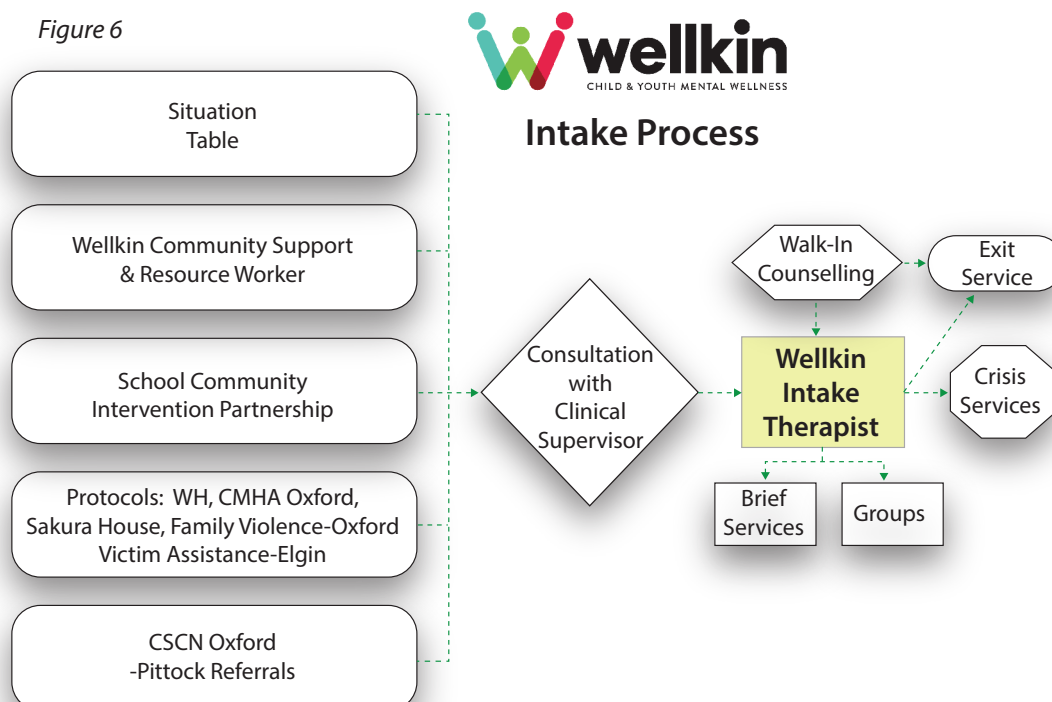 Figure 6
wellkin
CHILD & YOUTH MENTAL WELLNESS
Intake Process
Situation
Table
Wellkin Community Support
& Resource Worker
School Community
Intervention Partnership
Protocols: WH, CMHA Oxford,
Sakura House, Family Violence-Oxford
Victim Assistance-Elgin
CSCN Oxford
-Pittock Referrals
Consultation
with
Clinical
Supervisor
Walk-In
Counselling
Exit
Service
Wellkin
Intake
Therapist
Crisis
Services
Brief
Services
Groups